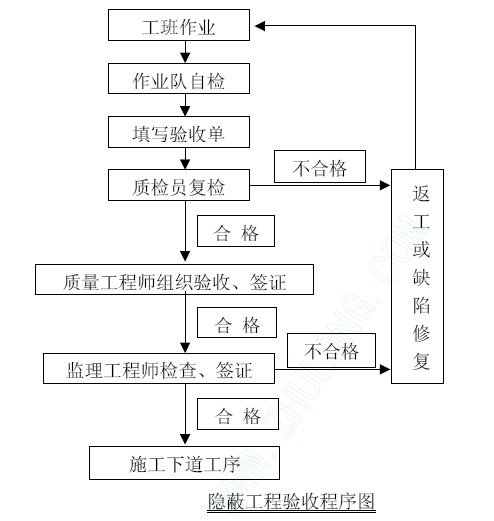 工班作业
作业队自检
填写验收单
不合格
质检员复检
返工或缺陷修复
合 格
质量工程师组织验收、签证
合 格
不合格
监理工程师检查、签证
合 格
施工下道工序
隐蔽工程验收程序图